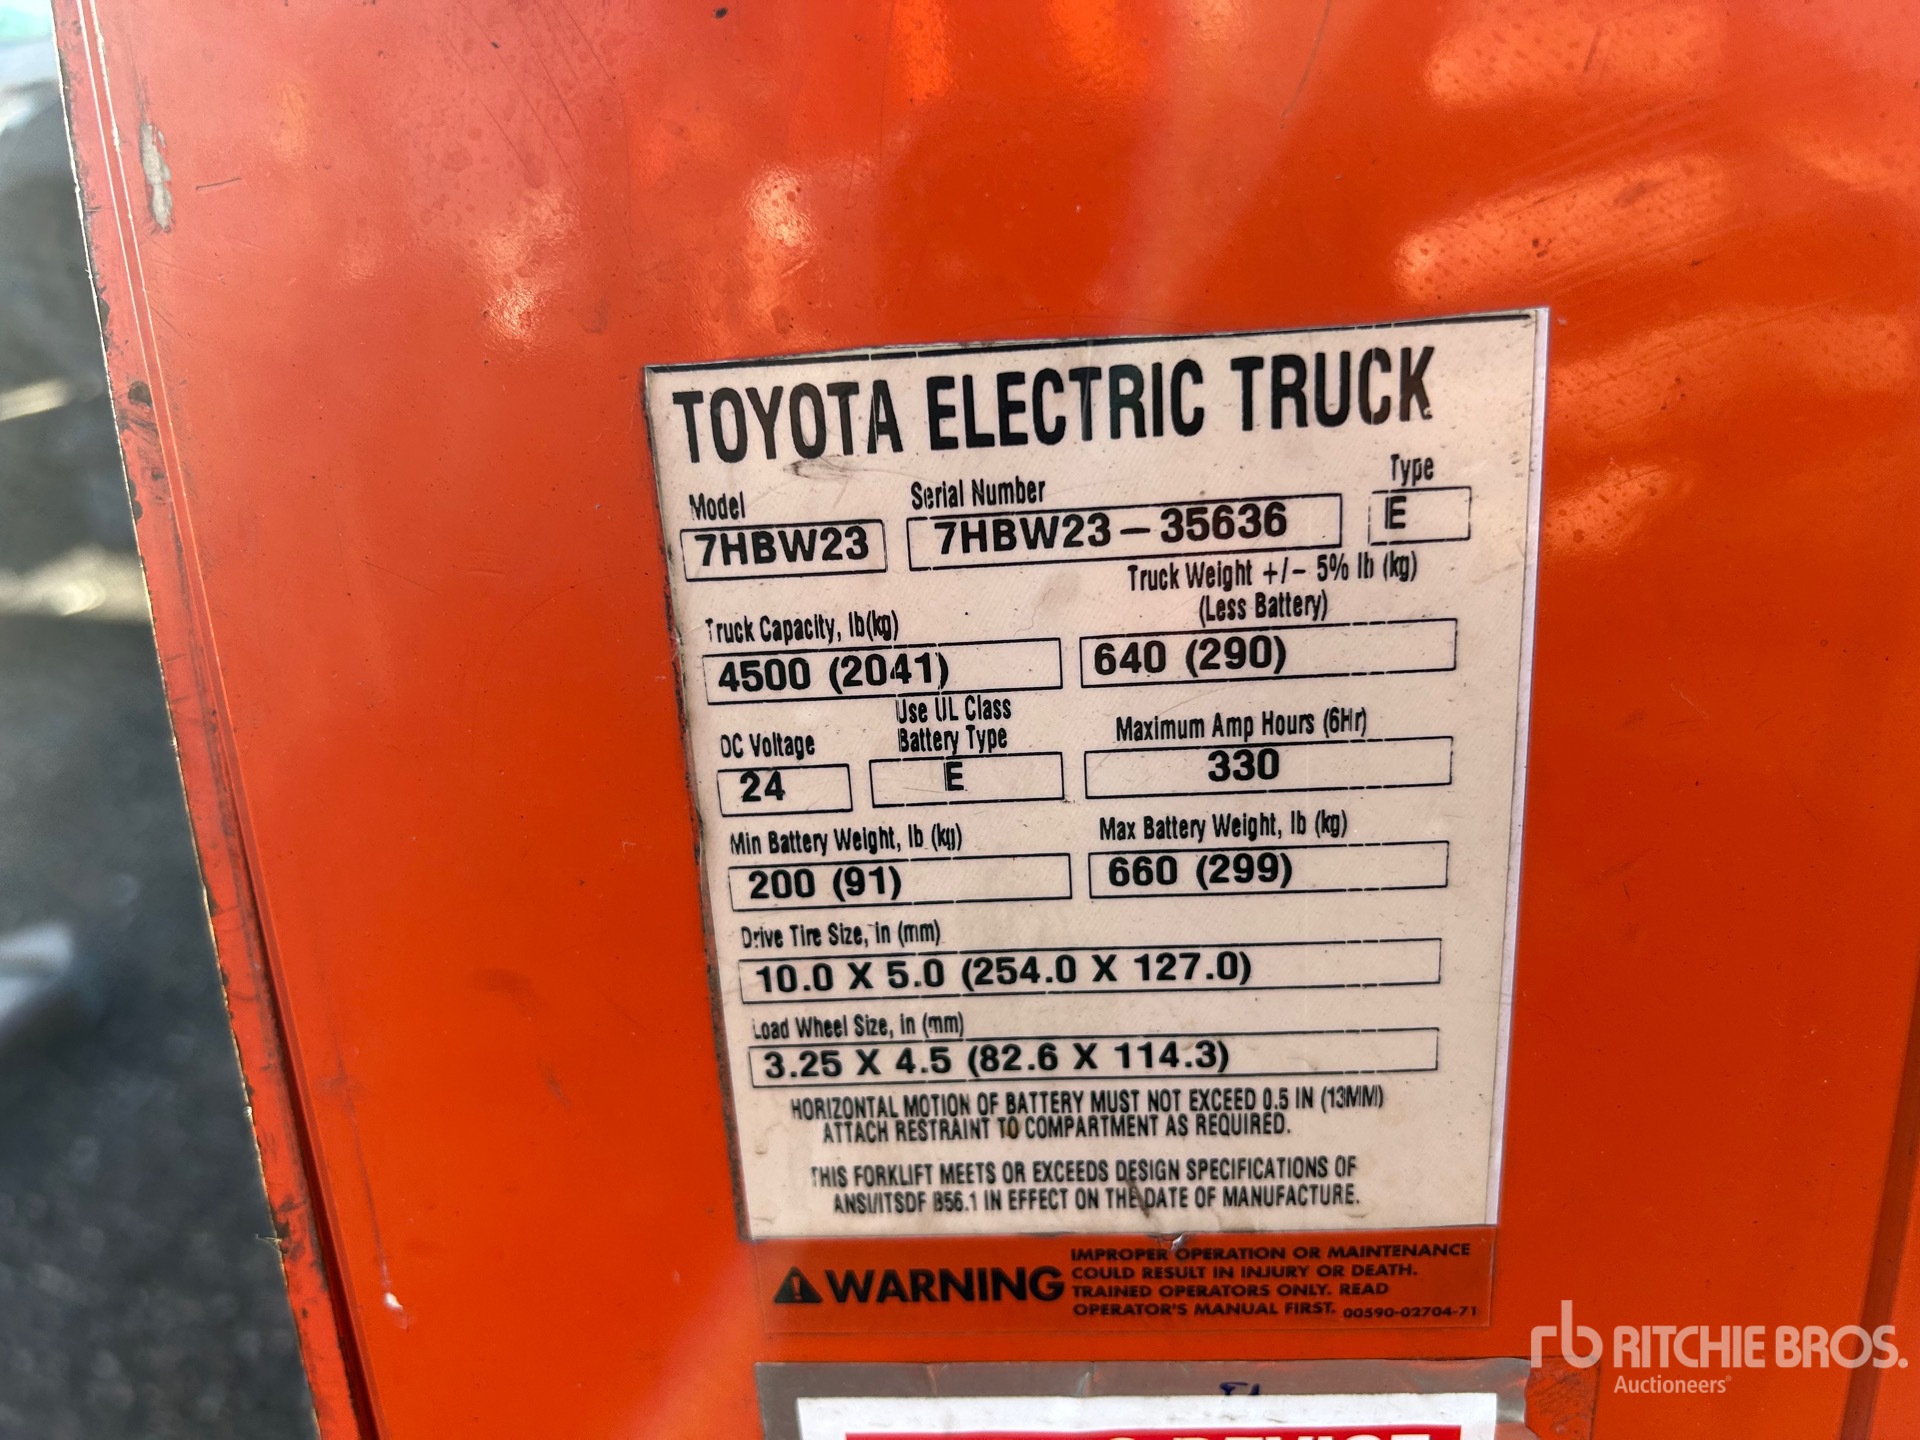 TOYOTA ELECTRIC TRUCK
Model Serial Number Type
7HBW23 7HBW23-35636 E
Truck Capacity, lb(kg) Truck Weight +/- 5% lb (kg)
(Less Battery)
4500 (2041) 640 (290)
DC Voltage Use UL Class
Battery Type Maximum Amp Hours (6Hr)
24 E 330
Min Battery Weight, lb (kg) Max Battery Weight, lb (kg)
200 (91) 660 (299)
Drive Tire Size, in (mm)
10.0 X 5.0 (254.0 X 127.0)
Load Wheel Size, in (mm)
3.25 X 4.5 (82.6 X 114.3)
HORIZONTAL MOTION OF BATTERY MUST NOT EXCEED 0.5 IN (13MM)
ATTACH RESTRAINT TO COMPARTMENT AS REQUIRED.
THIS FORKLIFT MEETS OR EXCEEDS DESIGN SPECIFICATIONS OF
ANSI/ITSDF B56.1 IN EFFECT ON THE DATE OF MANUFACTURE.
WARNING
IMPROPER OPERATION OR MAINTENANCE
COULD RESULT IN INJURY OR DEATH.
TRAINED OPERATORS ONLY. READ
OPERATOR'S MANUAL FIRST. 00590-02704-71
rb RITCHIE BROS.
Auctioneers